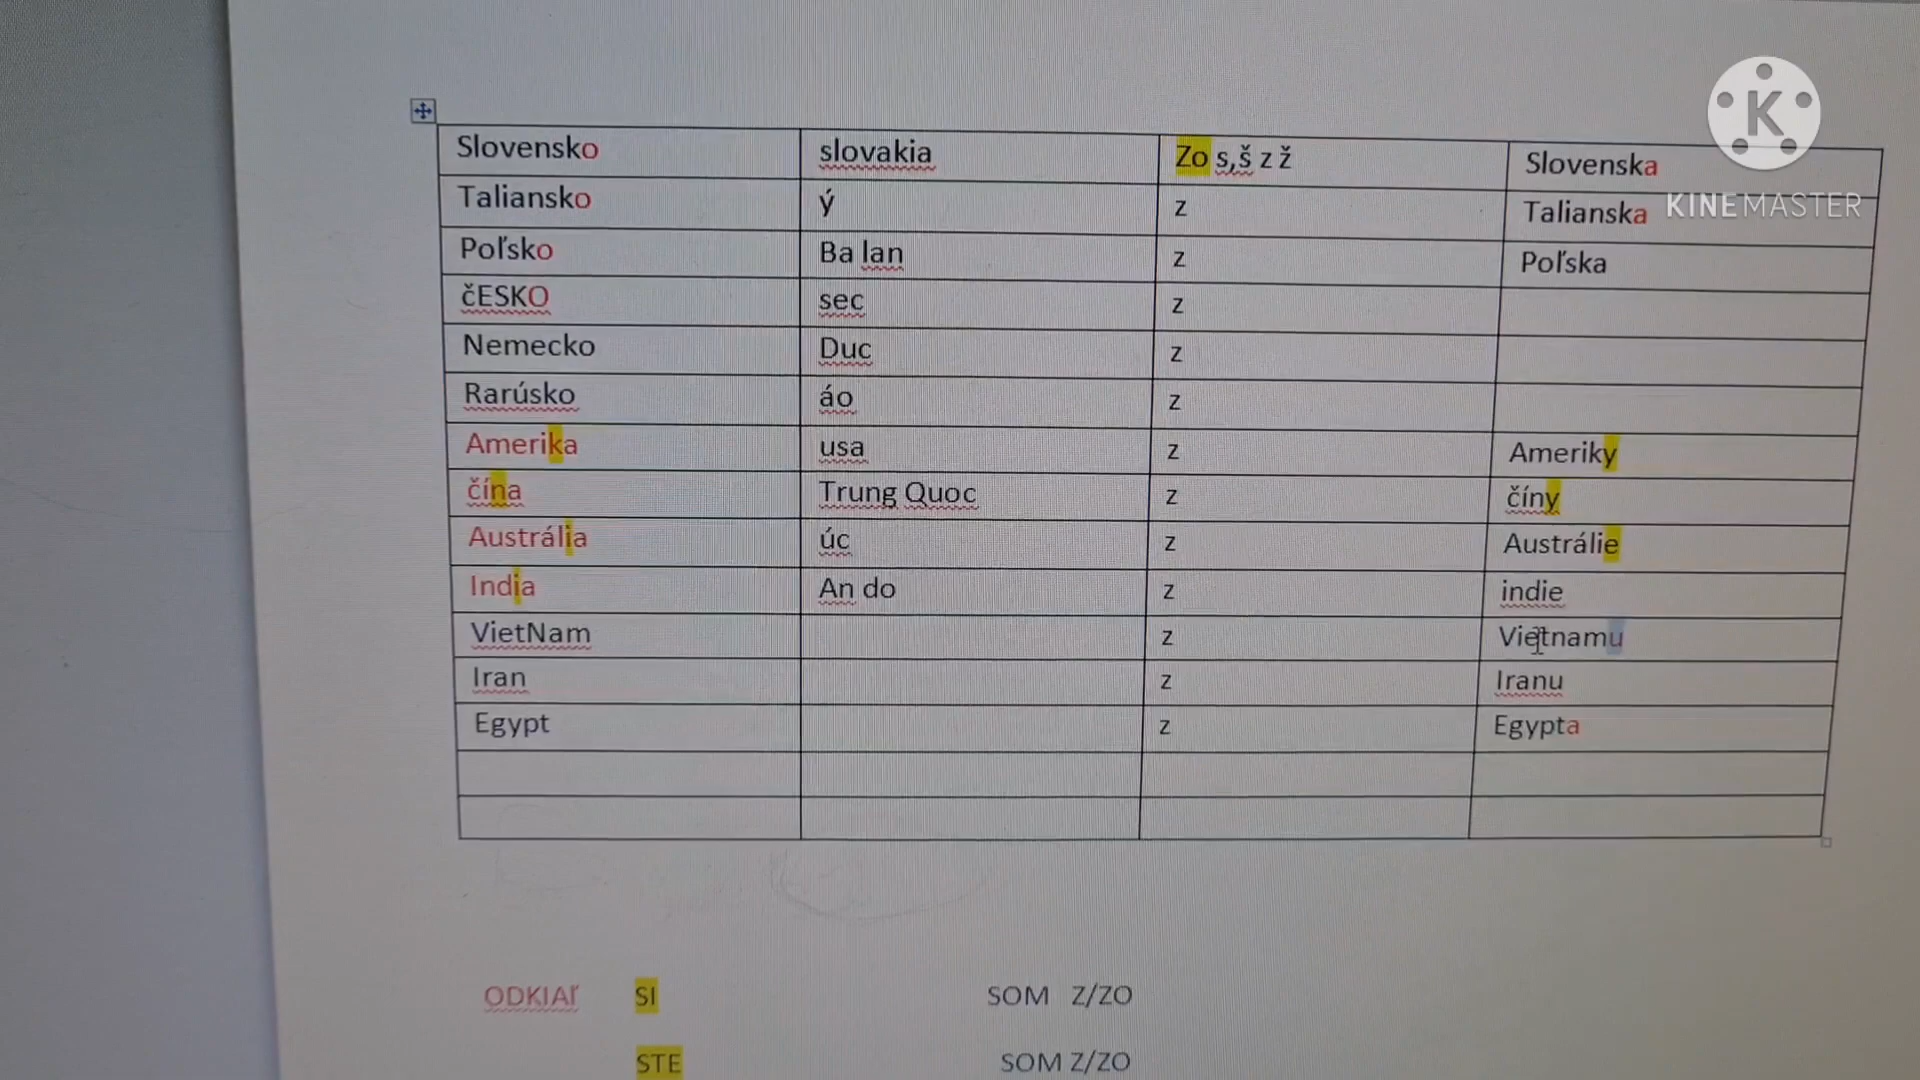 K
KINEMASTER
Slovensko slovakia Zo s,š z ž Slovenska
Taliansko ý z Talianska
Poľsko Ba lan z Poľska
čESKO sec z
Nemecko Duc z
Rarúsko áo z
Amerika usa z Ameriky
čína Trung Quoc z číny
Austrália úc z Austrálie
India An do z indie
VietNam z Vietnamu
Iran z Iranu
Egypt z Egypta
ODKIAľ SI SOM Z/ZO
STE SOM Z/ZO